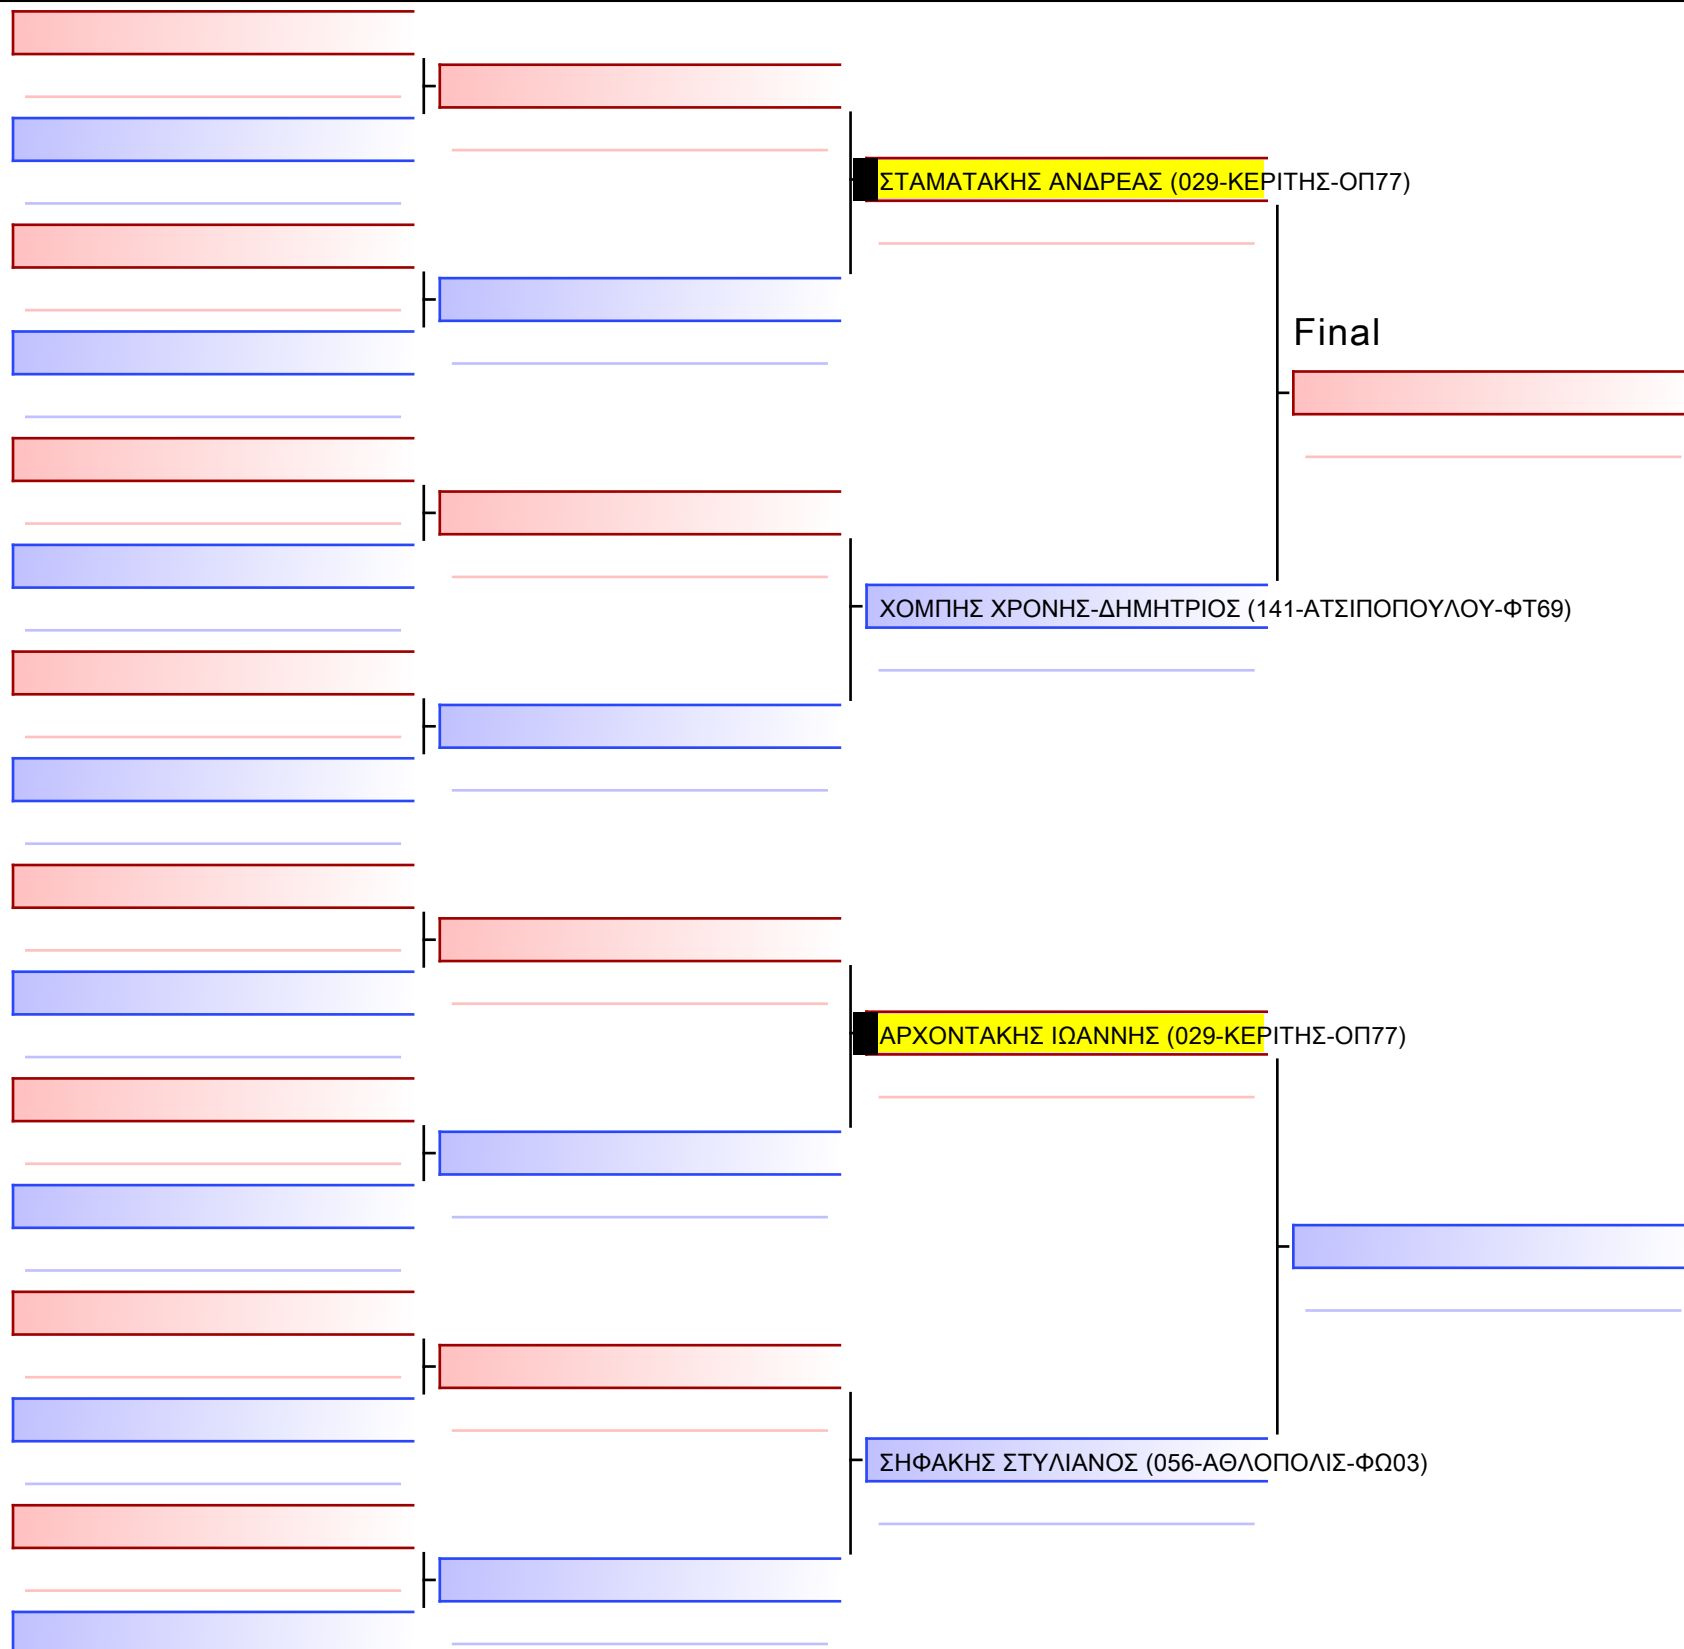 ΣΤΑΜΑΤΑΚΗΣ ΑΝΔΡΕΑΣ (029-ΚΕΡΙΤΗΣ-ΟΠ77)
Final
ΧΟΜΠΗΣ ΧΡΟΝΗΣ-ΔΗΜΗΤΡΙΟΣ (141-ΑΤΣΙΠΟΠΟΥΛΟΥ-ΦΤ69)
ΑΡΧΟΝΤΑΚΗΣ ΙΩΑΝΝΗΣ (029-ΚΕΡΙΤΗΣ-ΟΠ77)
ΣΗΦΑΚΗΣ ΣΤΥΛΙΑΝΟΣ (056-ΑΘΛΟΠΟΛΙΣ-ΦΩ03)